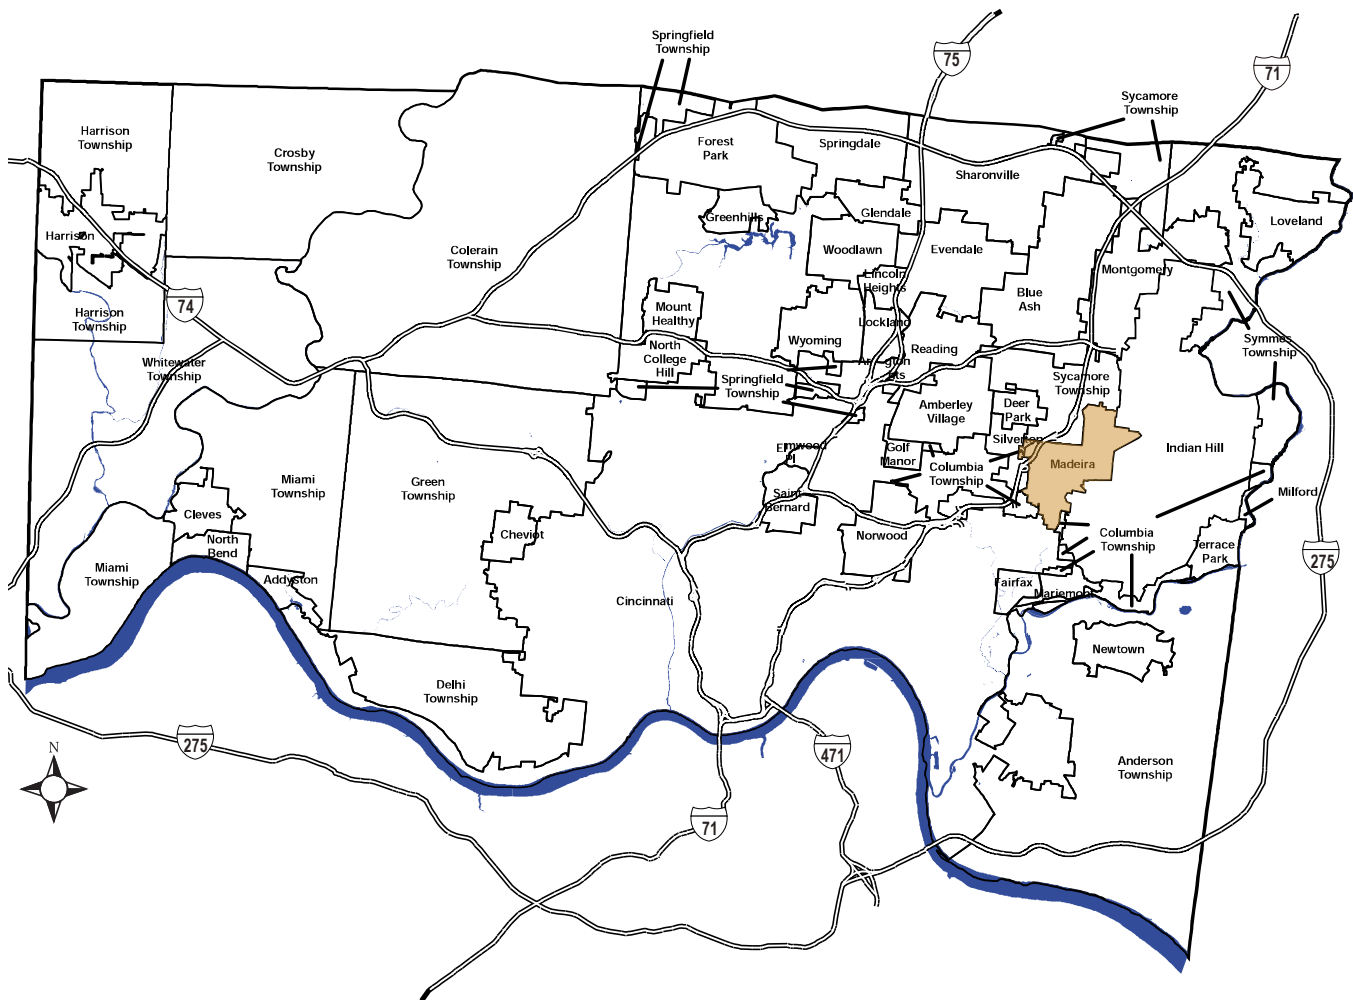 Springfield
Township
75
71
Sycamore
Township
Harrison
Township
Crosby
Township
Forest
Park
Springdale
Sharonville
Greenhills
Glendale
Loveland
Harrison
Colerain
Township
Woodlawn
Evendale
Montgomery
Lincoln
Heights
Blue
Ash
74
Harrison
Township
Mount
Healthy
Lockland
Wyoming
Reading
Symmes
Township
North
College
Hill
Whitewater
Township
Arlington
Springfield
Township
Sycamore
Township
Amberley
Village
Deer
Park
Silverton
Elmwood
Pl
Golf
Manor
Indian Hill
Madeira
Columbia
Township
Miami
Township
Green
Township
Saint
Bernard
Milford
Cleves
Cheviot
Norwood
Columbia
Township
North
Bend
Terrace
Park
275
Miami
Township
Addyston
Fairfax
Mariemont
Cincinnati
Newtown
Delhi
Township
275
N
471
Anderson
Township
71